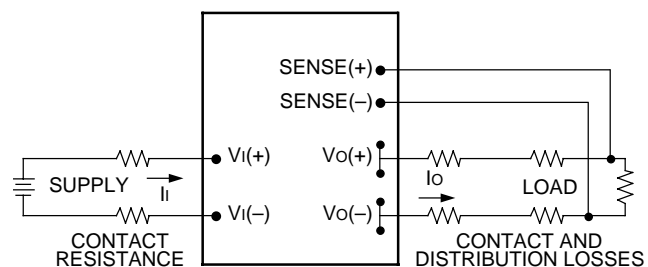 SENSE(+)
SENSE(–)
VI(+)
VO(+)
IO
SUPPLY
II
LOAD
VI(–)
VO(–)
CONTACT
RESISTANCE
CONTACT AND
DISTRIBUTION LOSSES